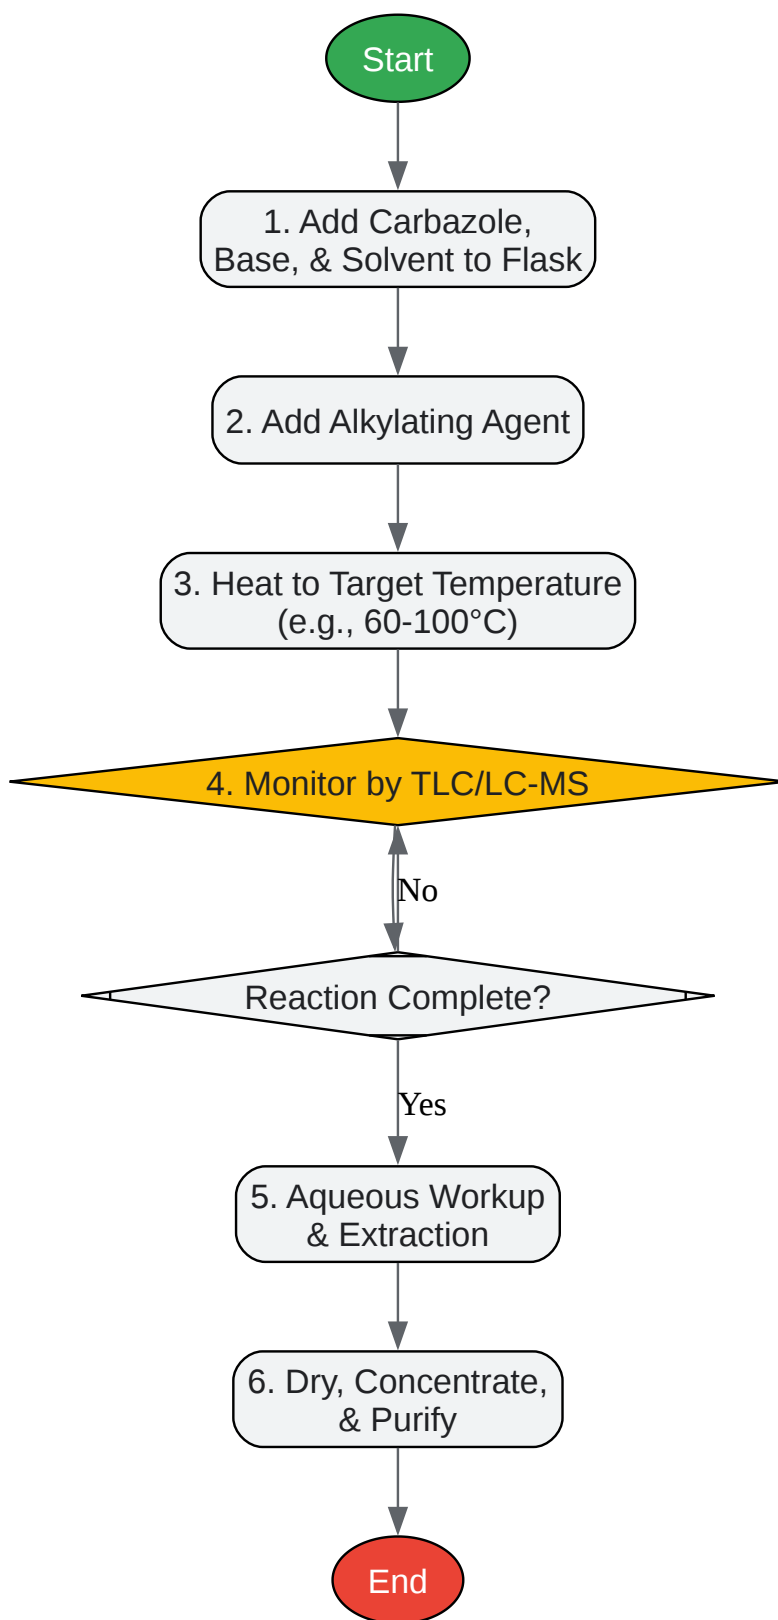 Start
1. Add Carbazole,
Base, & Solvent to Flask
2. Add Alkylating Agent
3. Heat to Target Temperature
(e.g., 60-100°C)
4. Monitor by TLC/LC-MS
No
Reaction Complete?
Yes
5. Aqueous Workup
& Extraction
6. Dry, Concentrate,
& Purify
End